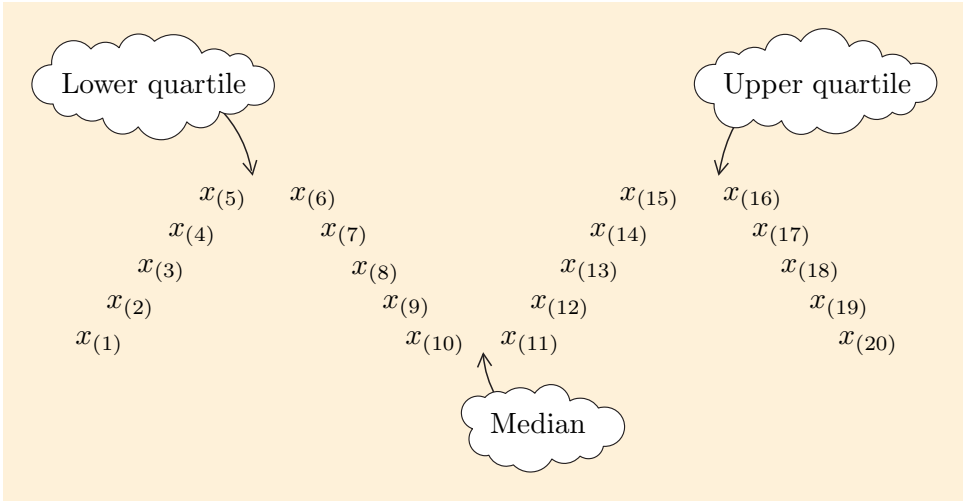 Lower quartile Upper quartile
x(5) x(6) x(15) x(16)
x(4) x(7) x(14) x(17)
x(3) x(8) x(13) x(18)
x(2) x(9) x(12) x(19)
x(1) x(10) x(11) x(20)
Median